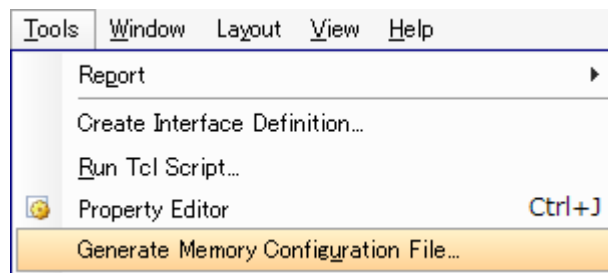 Tools Window Layout View Help
Report
Create Interface Definition...
Run Tcl Script...
Property Editor Ctrl+J
Generate Memory Configuration File...